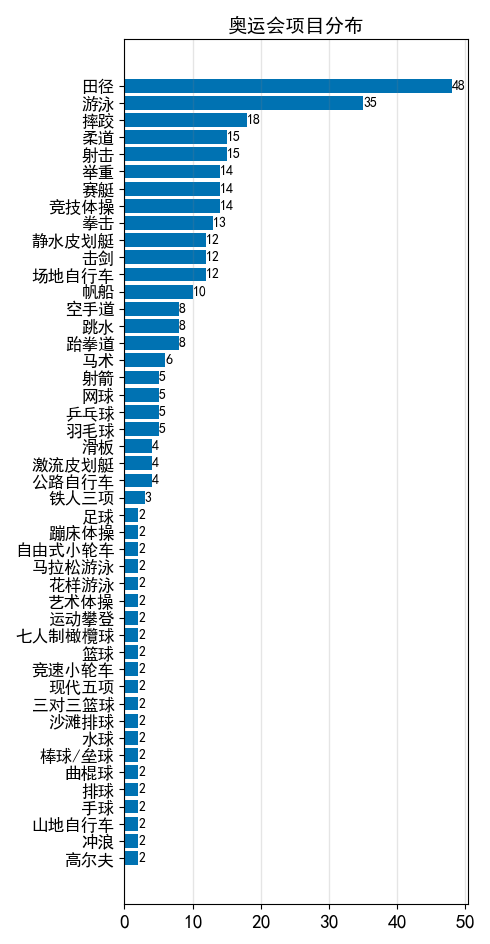 奥运会项目分布
田径 48
游泳 35
摔跤 18
柔道 15
射击 15
举重 14
赛艇 14
竞技体操 14
拳击 13
静水皮划艇 12
击剑 12
场地自行车 12
帆船 10
空手道 8
跳水 8
跆拳道 8
马术 6
射箭 5
网球 5
乒乓球 5
羽毛球 5
滑板 4
激流皮划艇 4
公路自行车 4
铁人三项 3
足球 2
蹦床体操 2
自由式小轮车 2
马拉松游泳 2
花样游泳 2
艺术体操 2
运动攀登 2
七人制橄欖球 2
篮球 2
竞速小轮车 2
现代五项 2
三对三篮球 2
沙滩排球 2
水球 2
棒球/垒球 2
曲棍球 2
排球 2
手球 2
山地自行车 2
冲浪 2
高尔夫 2
0 10 20 30 40 50